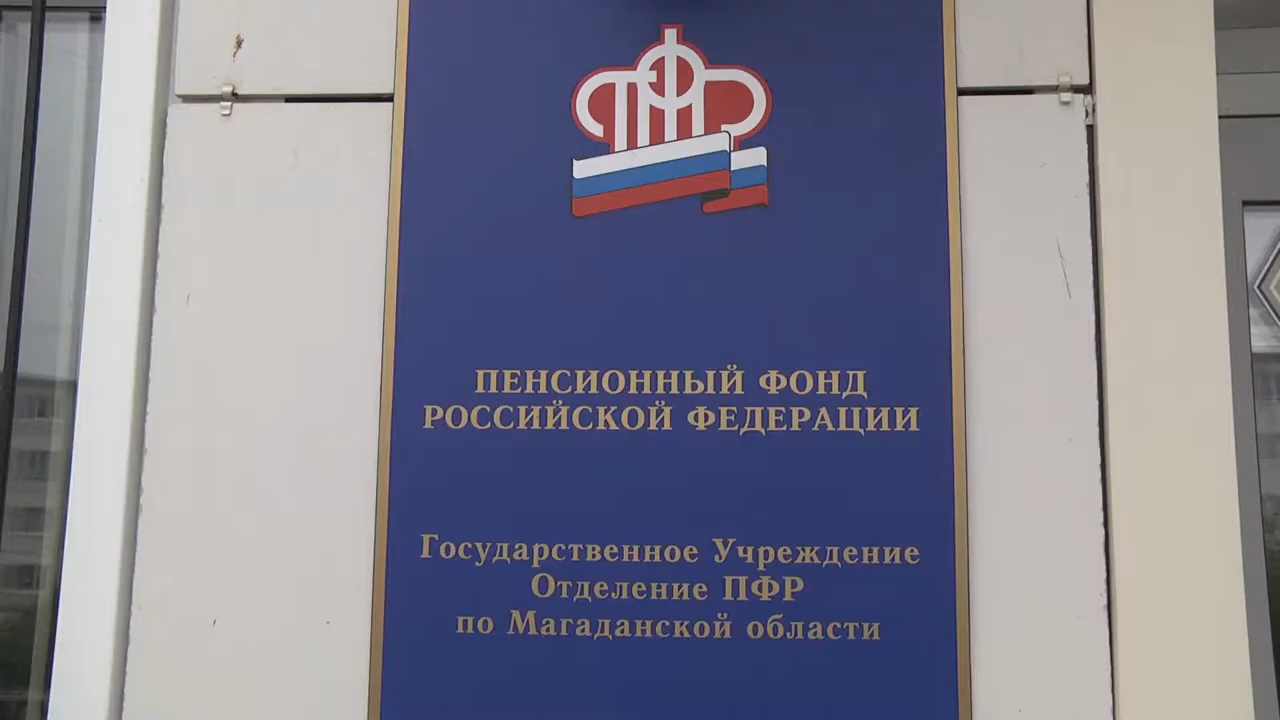 ПФР
ПЕНСИОННЫЙ ФОНД
РОССИЙСКОЙ ФЕДЕРАЦИИ
Государственное Учреждение
Отделение ПФР
по Магаданской области